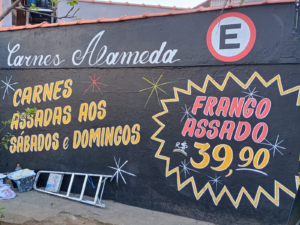 Carnes Alameda
E
CARNES
ASSADAS AOS
SÁBADOS e DOMINGOS
FRANGO
ASSADO
R$ 39,90